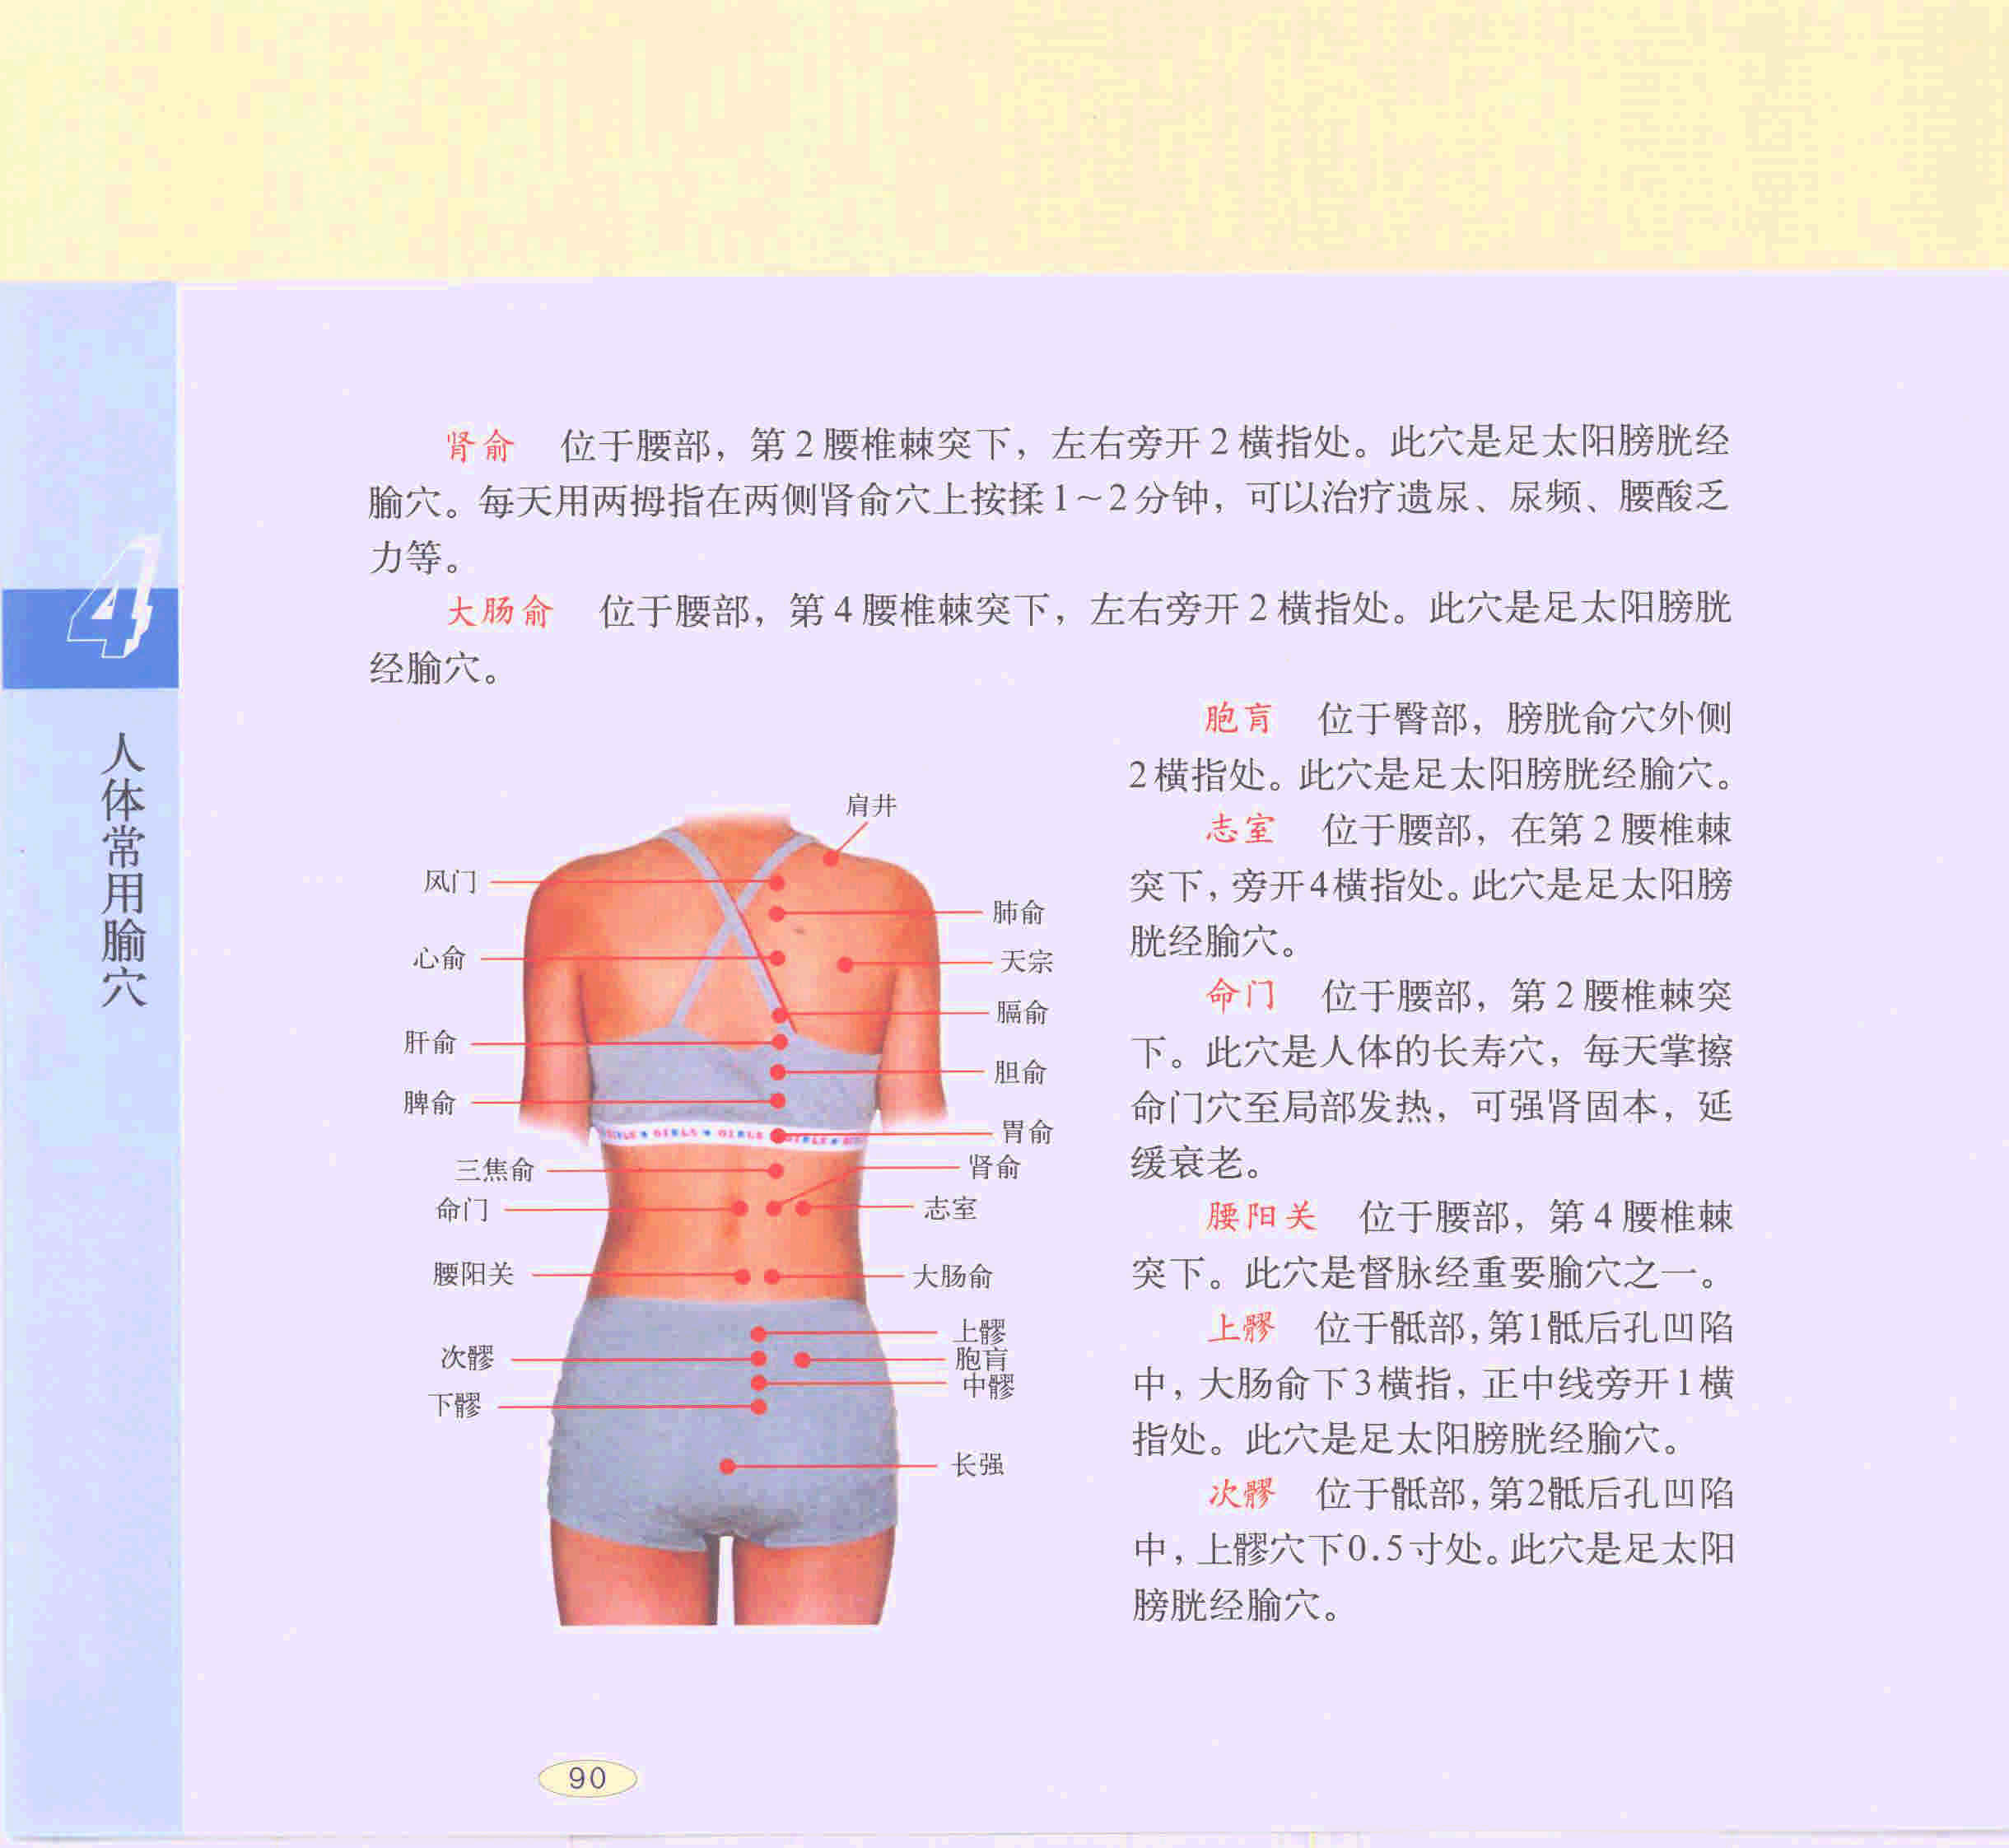 肾俞　位于腰部，第2腰椎棘突下，左右旁开2横指处。此穴是足太阳膀胱经
腧穴。每天用两拇指在两侧肾俞穴上按揉1～2分钟，可以治疗遗尿、尿频、腰酸乏
力等。
大肠俞　位于腰部，第4腰椎棘突下，左右旁开2横指处。此穴是足太阳膀胱
经腧穴。
4
人体常用腧穴
肩井
风门
肺俞
心俞
天宗
膈俞
肝俞
胆俞
脾俞
胃俞
三焦俞
肾俞
命门
志室
腰阳关
大肠俞
上髎
次髎
胞肓
中髎
下髎
长强
胞肓　位于臀部，膀胱俞穴外侧
2横指处。此穴是足太阳膀胱经腧穴。
志室　位于腰部，在第2腰椎棘
突下，旁开4横指处。此穴是足太阳膀
胱经腧穴。
命门　位于腰部，第2腰椎棘突
下。此穴是人体的长寿穴，每天掌擦
命门穴至局部发热，可强肾固本，延
缓衰老。
腰阳关　位于腰部，第4腰椎棘
突下。此穴是督脉经重要腧穴之一。
上髎　位于骶部，第1骶后孔凹陷
中，大肠俞下3横指，正中线旁开1横
指处。此穴是足太阳膀胱经腧穴。
次髎　位于骶部，第2骶后孔凹陷
中，上髎穴下0.5寸处。此穴是足太阳
膀胱经腧穴。
90